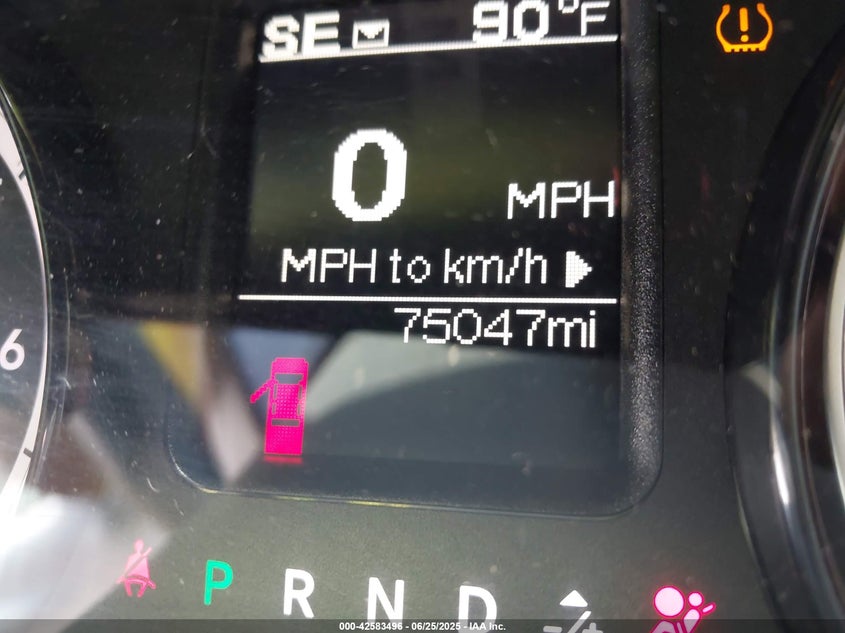 SE 90°F
0 MPH
MPH to km/h
75047mi
6
P R N D -/+
000-42583496 - 06/25/2025 - IAA Inc.